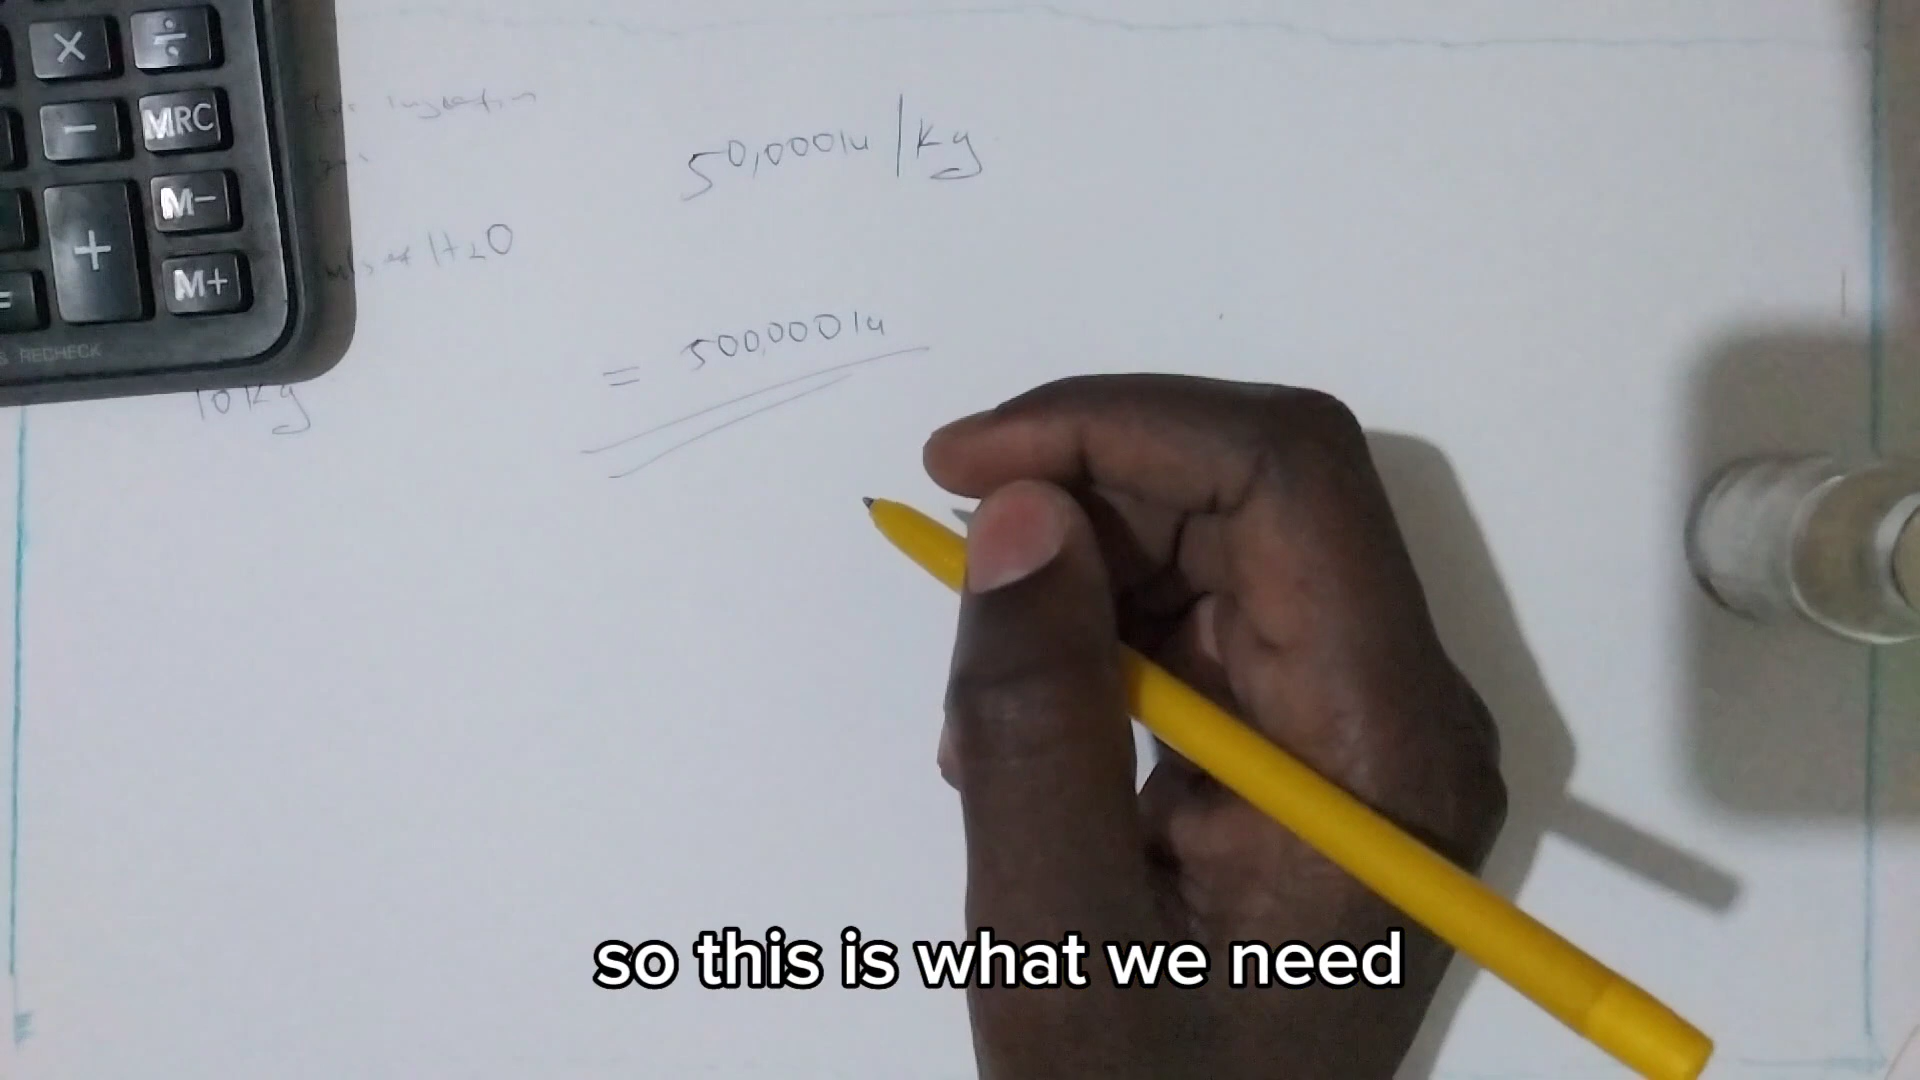 × ÷
− MRC
+ M−
= M+
RECHECK
50,000iu/kg
H2O
= 500,000iu
10kg
so this is what we need